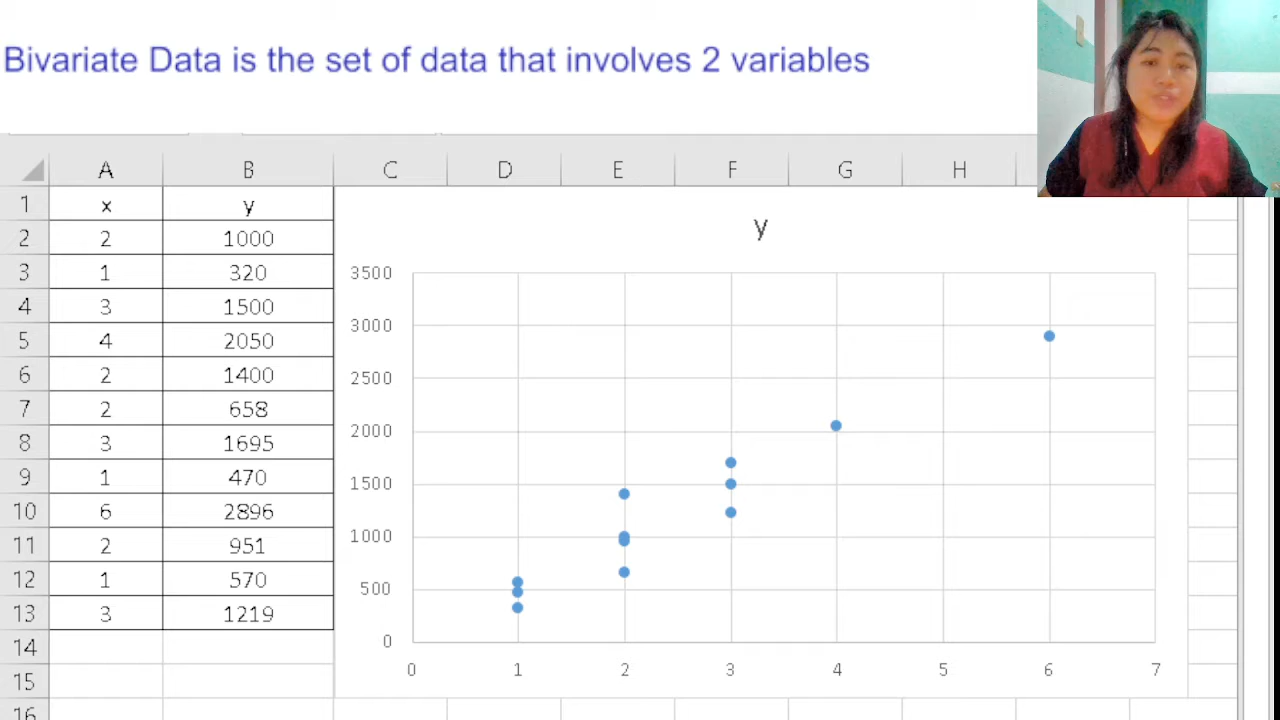 Bivariate Data is the set of data that involves 2 variables
A B C D E F G H
1 x y
2 2 1000
3 1 320
4 3 1500
5 4 2050
6 2 1400
7 2 658
8 3 1695
9 1 470
10 6 2896
11 2 951
12 1 570
13 3 1219
14
15
16
y
3500
3000
2500
2000
1500
1000
500
0
0 1 2 3 4 5 6 7